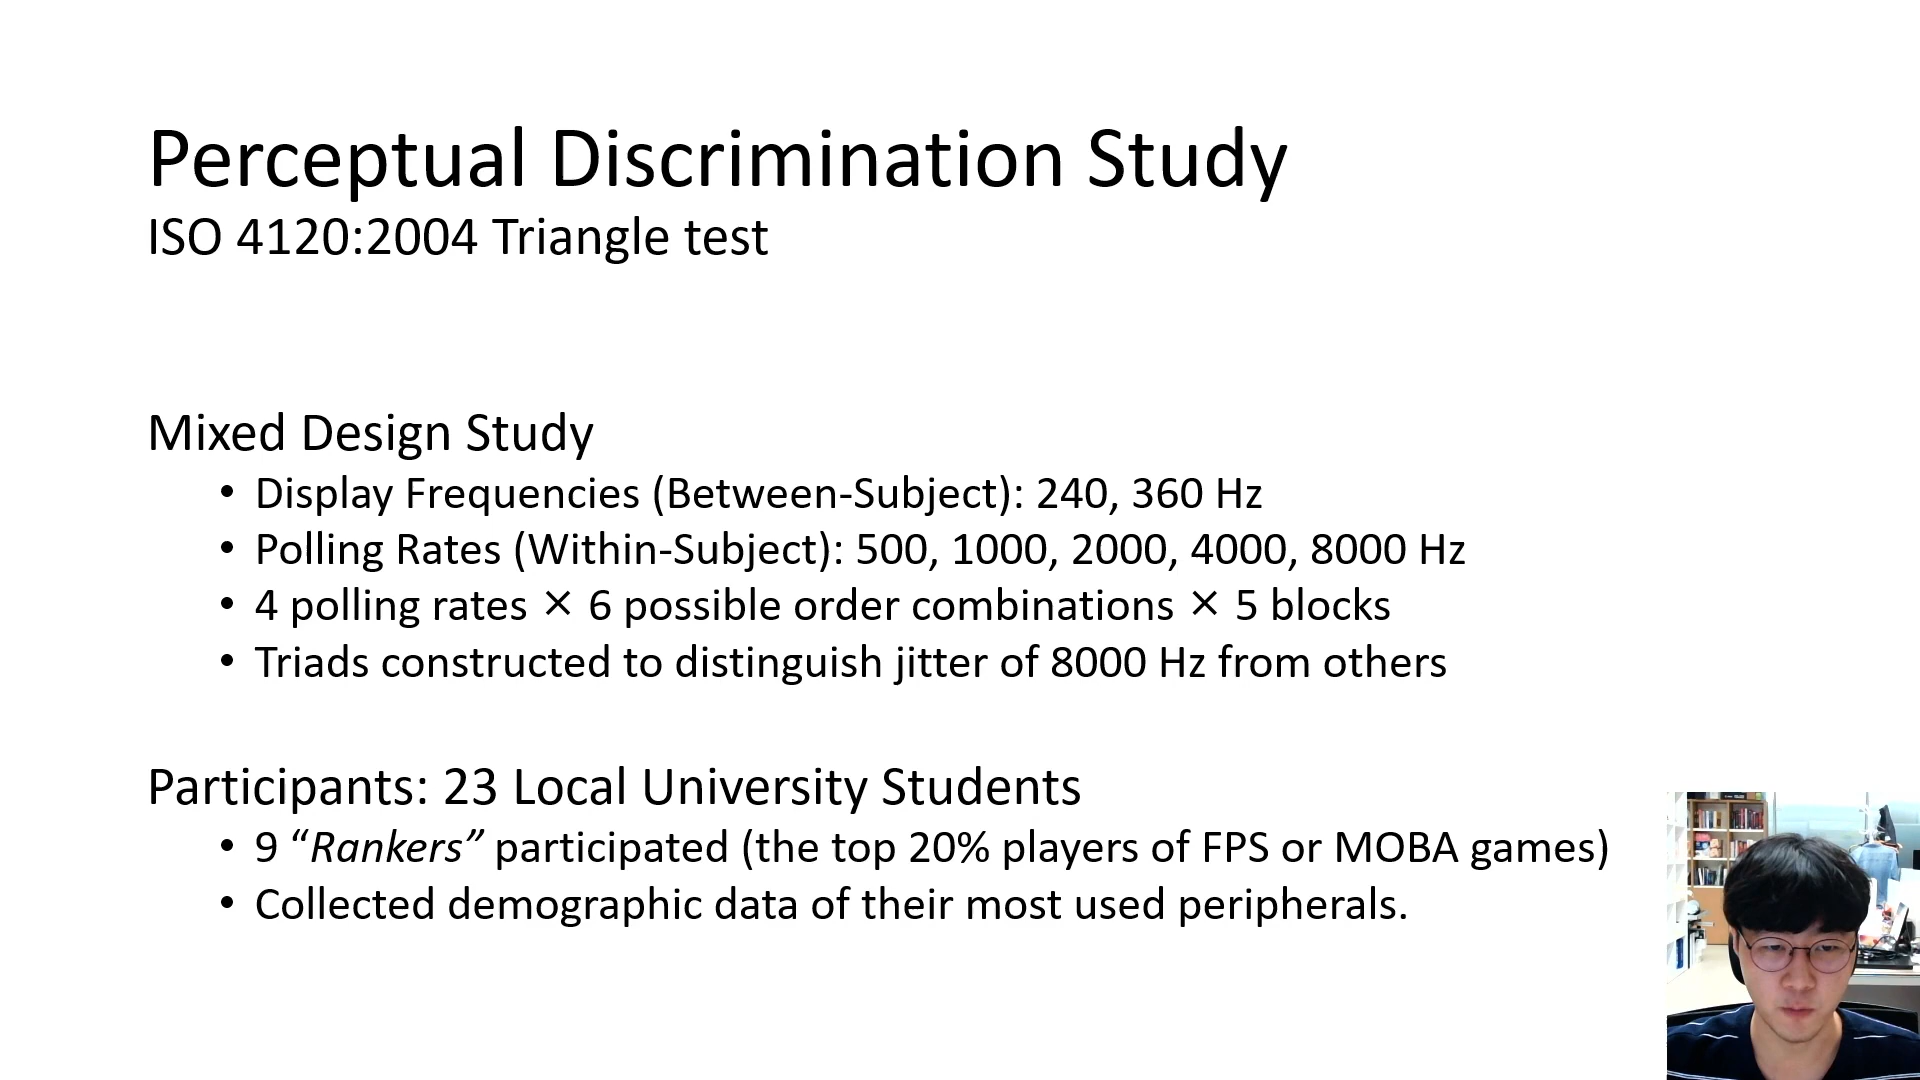 Perceptual Discrimination Study
ISO 4120:2004 Triangle test
Mixed Design Study
• Display Frequencies (Between-Subject): 240, 360 Hz
• Polling Rates (Within-Subject): 500, 1000, 2000, 4000, 8000 Hz
• 4 polling rates × 6 possible order combinations × 5 blocks
• Triads constructed to distinguish jitter of 8000 Hz from others
Participants: 23 Local University Students
• 9 “Rankers” participated (the top 20% players of FPS or MOBA games)
• Collected demographic data of their most used peripherals.